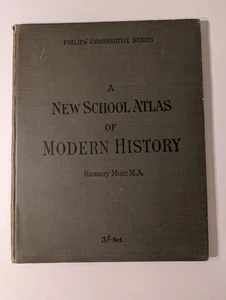 PHILIPS' COMPARATIVE SERIES
A
NEW SCHOOL ATLAS
OF
MODERN HISTORY
Ramsay Muir, M.A.
3/- Net.